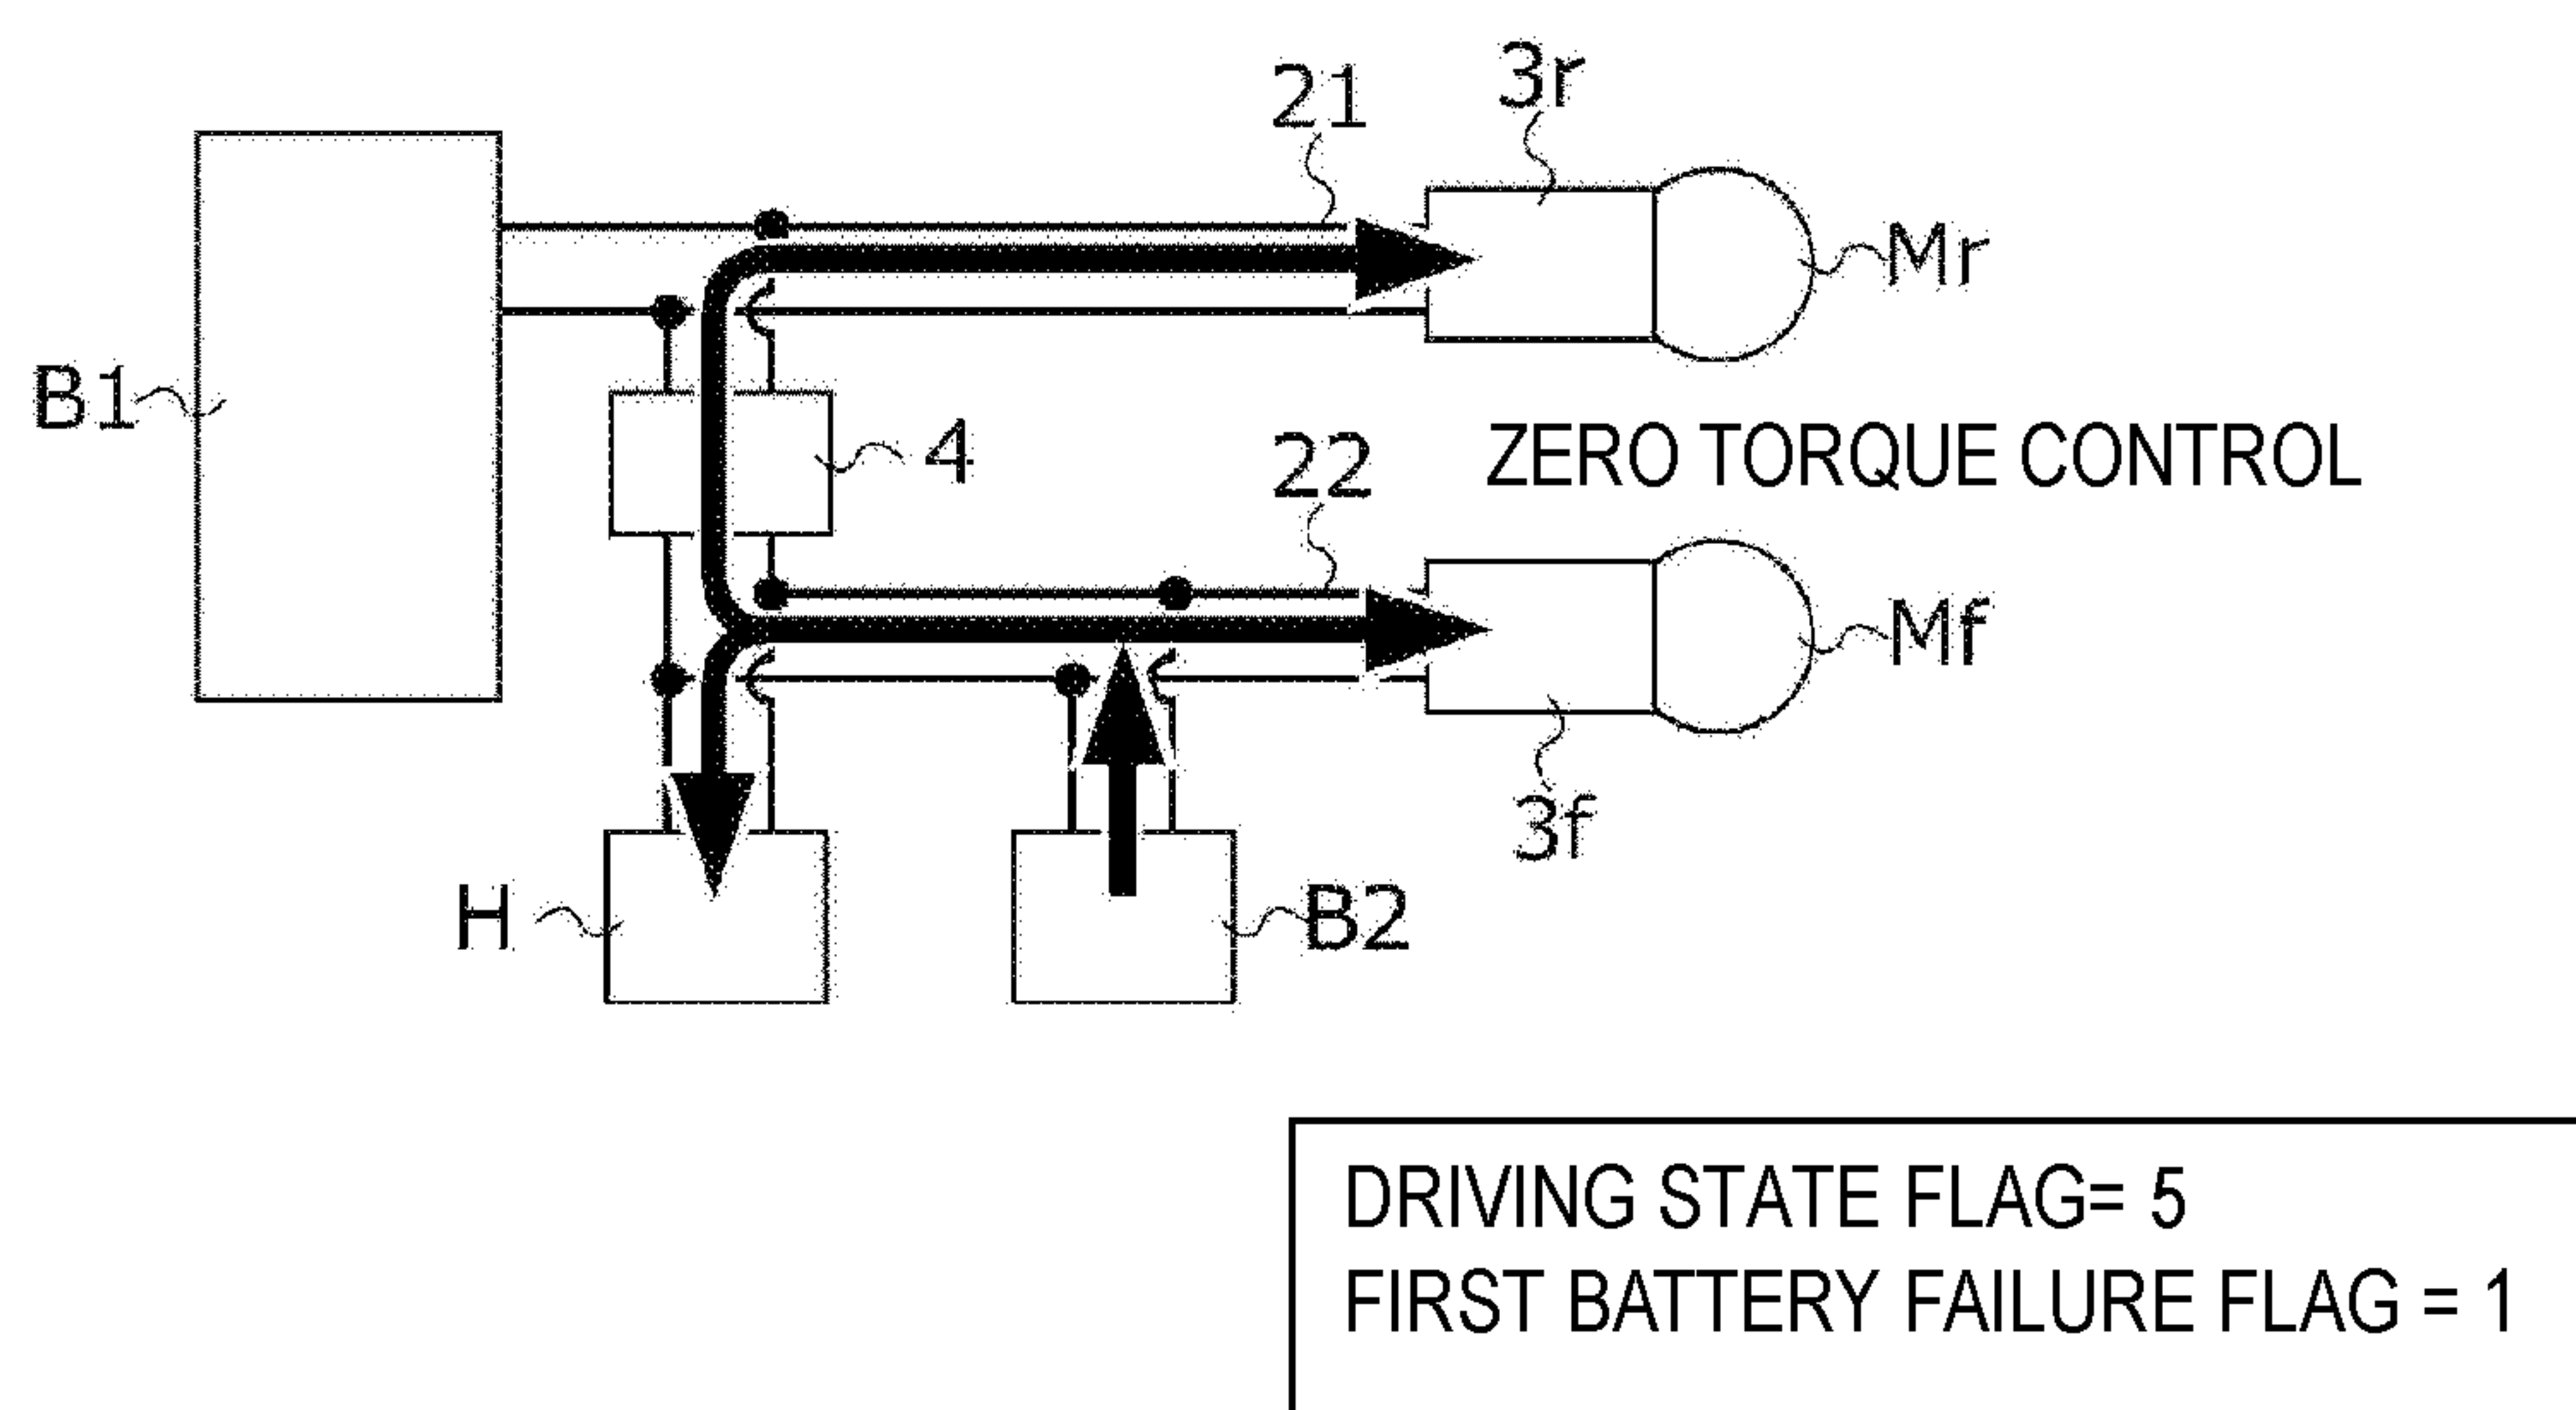 3r
21
Mr
B1
4
22
ZERO TORQUE CONTROL
Mf
3f
H
B2
DRIVING STATE FLAG= 5
FIRST BATTERY FAILURE FLAG = 1